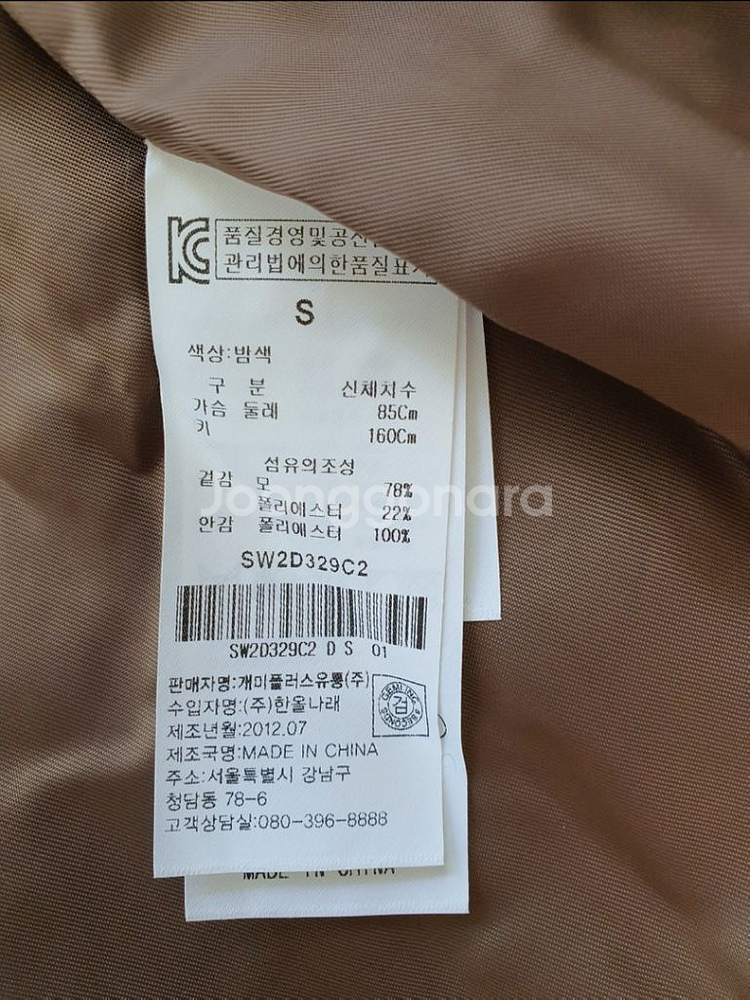 KC 품질경영및공산
관리법에의한품질표
S
색상:밤색
구 분 신체치수
가슴 둘레 85Cm
키 160Cm
섬유의조성
겉감 모 78%
폴리에스터 22%
안감 폴리에스터 100%
Joonggonara
SW2D329C2
SW2D329C2 D S 01
판매자명:개미플러스유통(주)
수입자명:(주)한올나래
제조년월:2012.07
제조국명:MADE IN CHINA
주소:서울특별시 강남구
청담동 78-6
고객상담실:080-396-8888
검
MADE IN CHINA